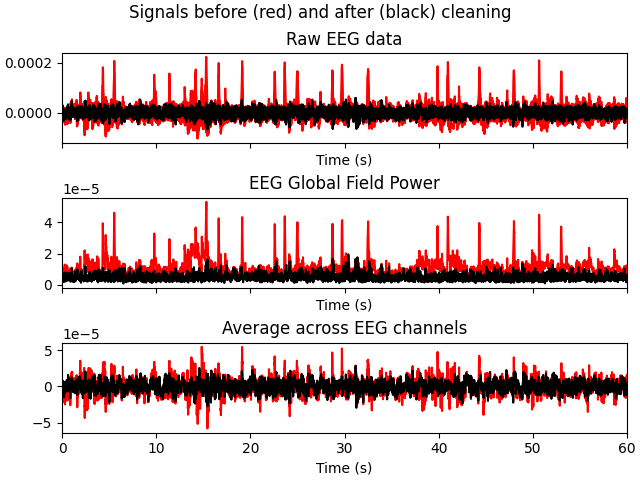 Signals before (red) and after (black) cleaning
Raw EEG data
0.0002
0.0000
Time (s)
EEG Global Field Power
1e−5
4
2
0
Time (s)
Average across EEG channels
1e−5
5
0
−5
0 10 20 30 40 50 60
Time (s)